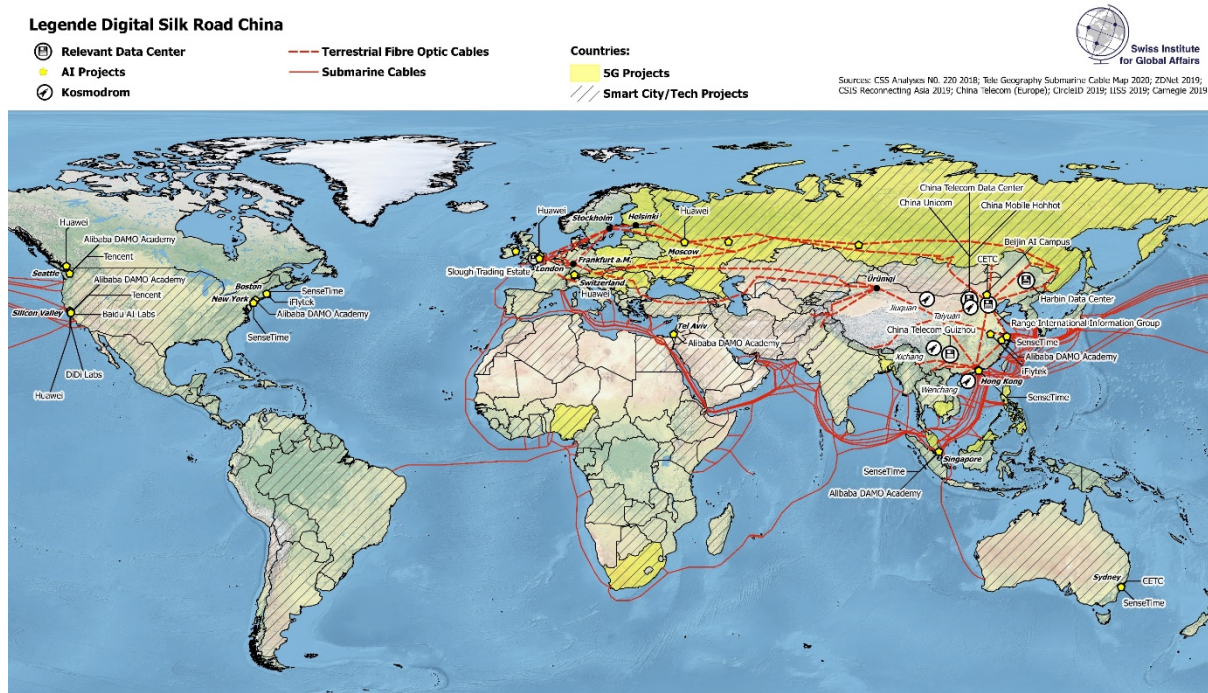 Legende Digital Silk Road China
Relevant Data Center
AI Projects
Kosmodrom
Terrestrial Fibre Optic Cables
Submarine Cables
Countries:
5G Projects
Smart City/Tech Projects
Swiss Institute
for Global Affairs
Sources: CSS Analyses N0. 220 2018; Tele Geography Submarine Cable Map 2020; ZDNet 2019;
CSIS Reconnecting Asia 2019; China Telecom (Europe); CircleID 2019; IISS 2019; Carnegie 2019
Huawei
Alibaba DAMO Academy
Tencent
Seattle
Alibaba DAMO Academy
Tencent
Silicon Valley
Baidu AI Labs
DiDi Labs
Huawei
Boston
New York
SenseTime
iFlytek
Alibaba DAMO Academy
SenseTime
Huawei
Stockholm
Helsinki
Huawei
Moscow
Slough Trading Estate
London
Frankfurt a.M.
Switzerland
Huawei
Tel Aviv
Alibaba DAMO Academy
China Telecom Data Center
China Unicom
China Mobile Hohhot
Beijin AI Campus
CETC
Ürümqi
Jiuquan
Taiyuan
Harbin Data Center
China Telecom Guizhou
Range International Information Group
SenseTime
Alibaba DAMO Academy
iFlytek
Xichang
Wenchang
Hong Kong
SenseTime
Singapore
SenseTime
Alibaba DAMO Academy
Sydney
CETC
SenseTime